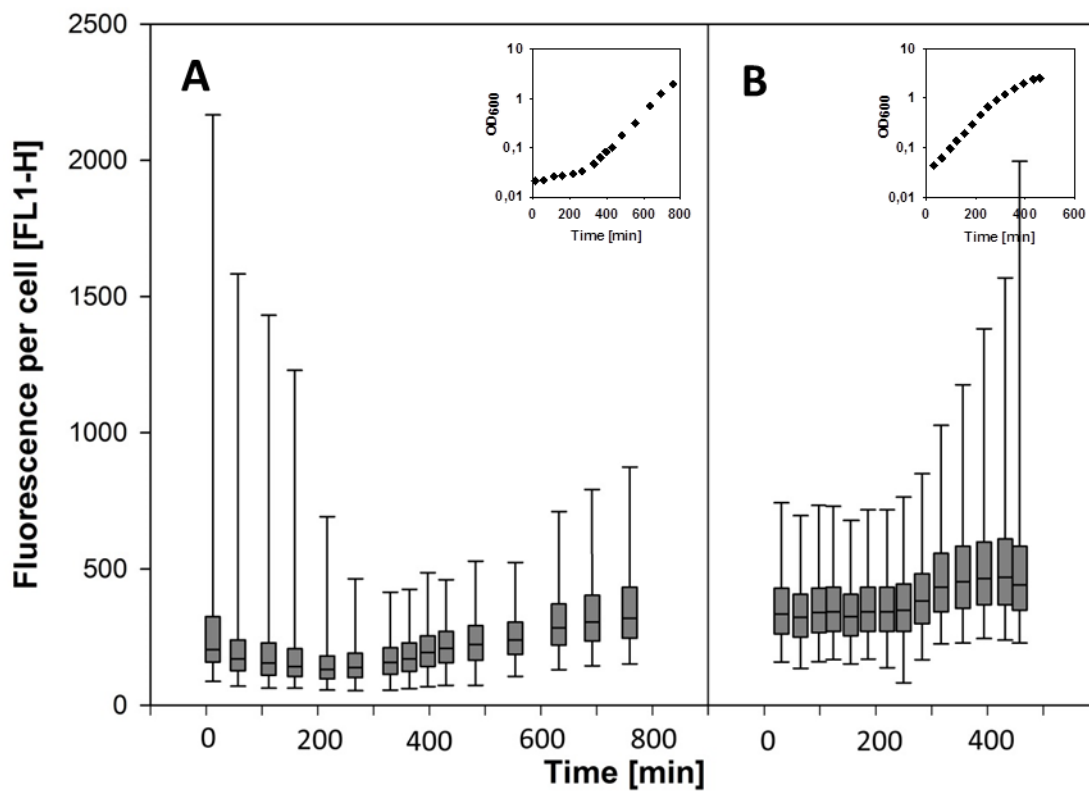 2500
2000
1500
1000
500
0
Fluorescence per cell [FL1-H]
A
10
1
0,1
0,01
OD600
0 200 400 600 800
Time [min]
B
10
1
0,1
0,01
OD600
0 200 400 600
Time [min]
0 200 400 600 800
0 200 400
Time [min]